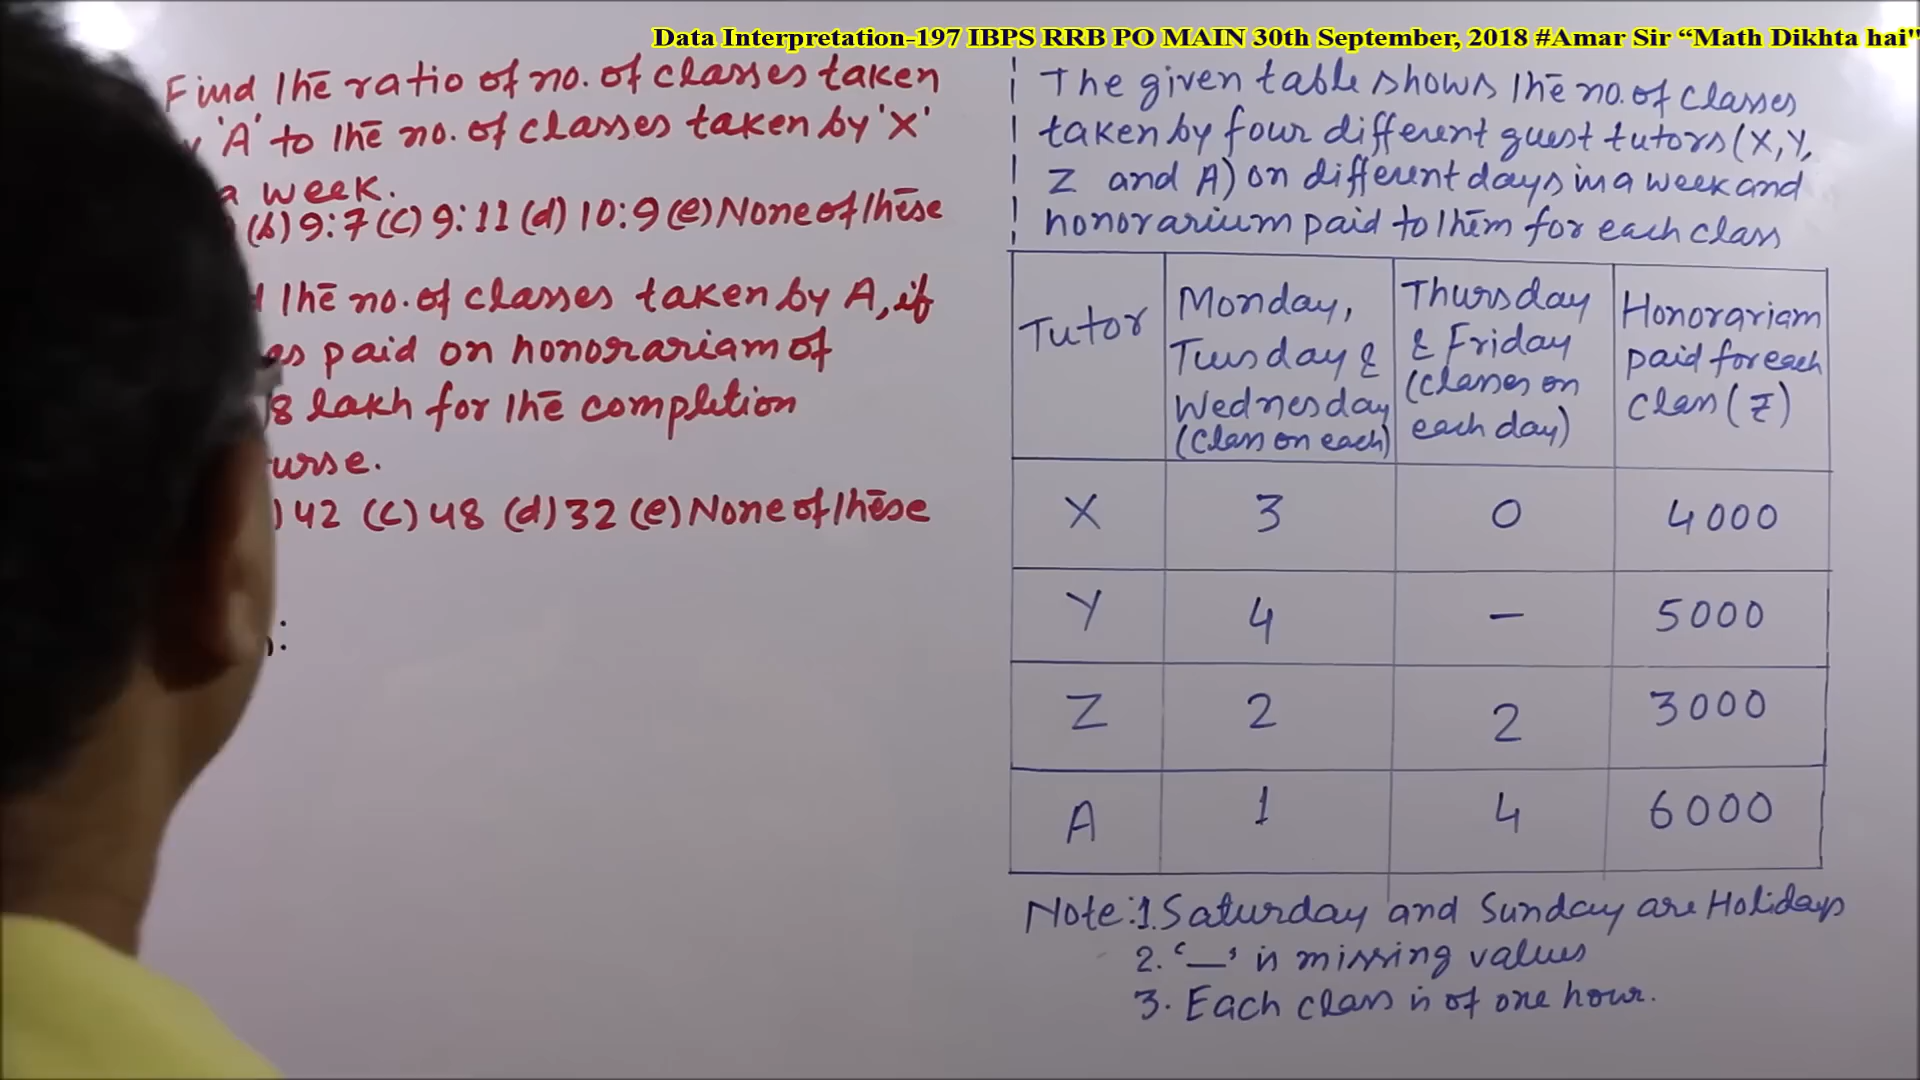 Data Interpretation-197 IBPS RRB PO MAIN 30th September, 2018 #Amar Sir “Math Dikhta hai"
Find the ratio of no. of classes taken
'A' to the no. of classes taken by 'X'
a week.
(b) 9:7 (c) 9:11 (d) 10:9 (e) None of these
the no. of classes taken by A, if
paid on honorariam of
8 lakh for the completion
urse.
) 42 (c) 48 (d) 32 (e) None of these
The given table shows the no. of classes
taken by four different guest tutors (X, Y,
Z and A) on different days in a week and
honorarium paid to them for each class
Tutor
Monday,
Tuesday &
Wednesday
(Class on each)
Thursday
& Friday
(Classes on
each day)
Honorariam
paid for each
Class (₹)
X 3 0 4000
Y 4 — 5000
Z 2 2 3000
A 1 4 6000
Note: 1. Saturday and Sunday are Holidays
2. '—' is missing values
3. Each class is of one hour.